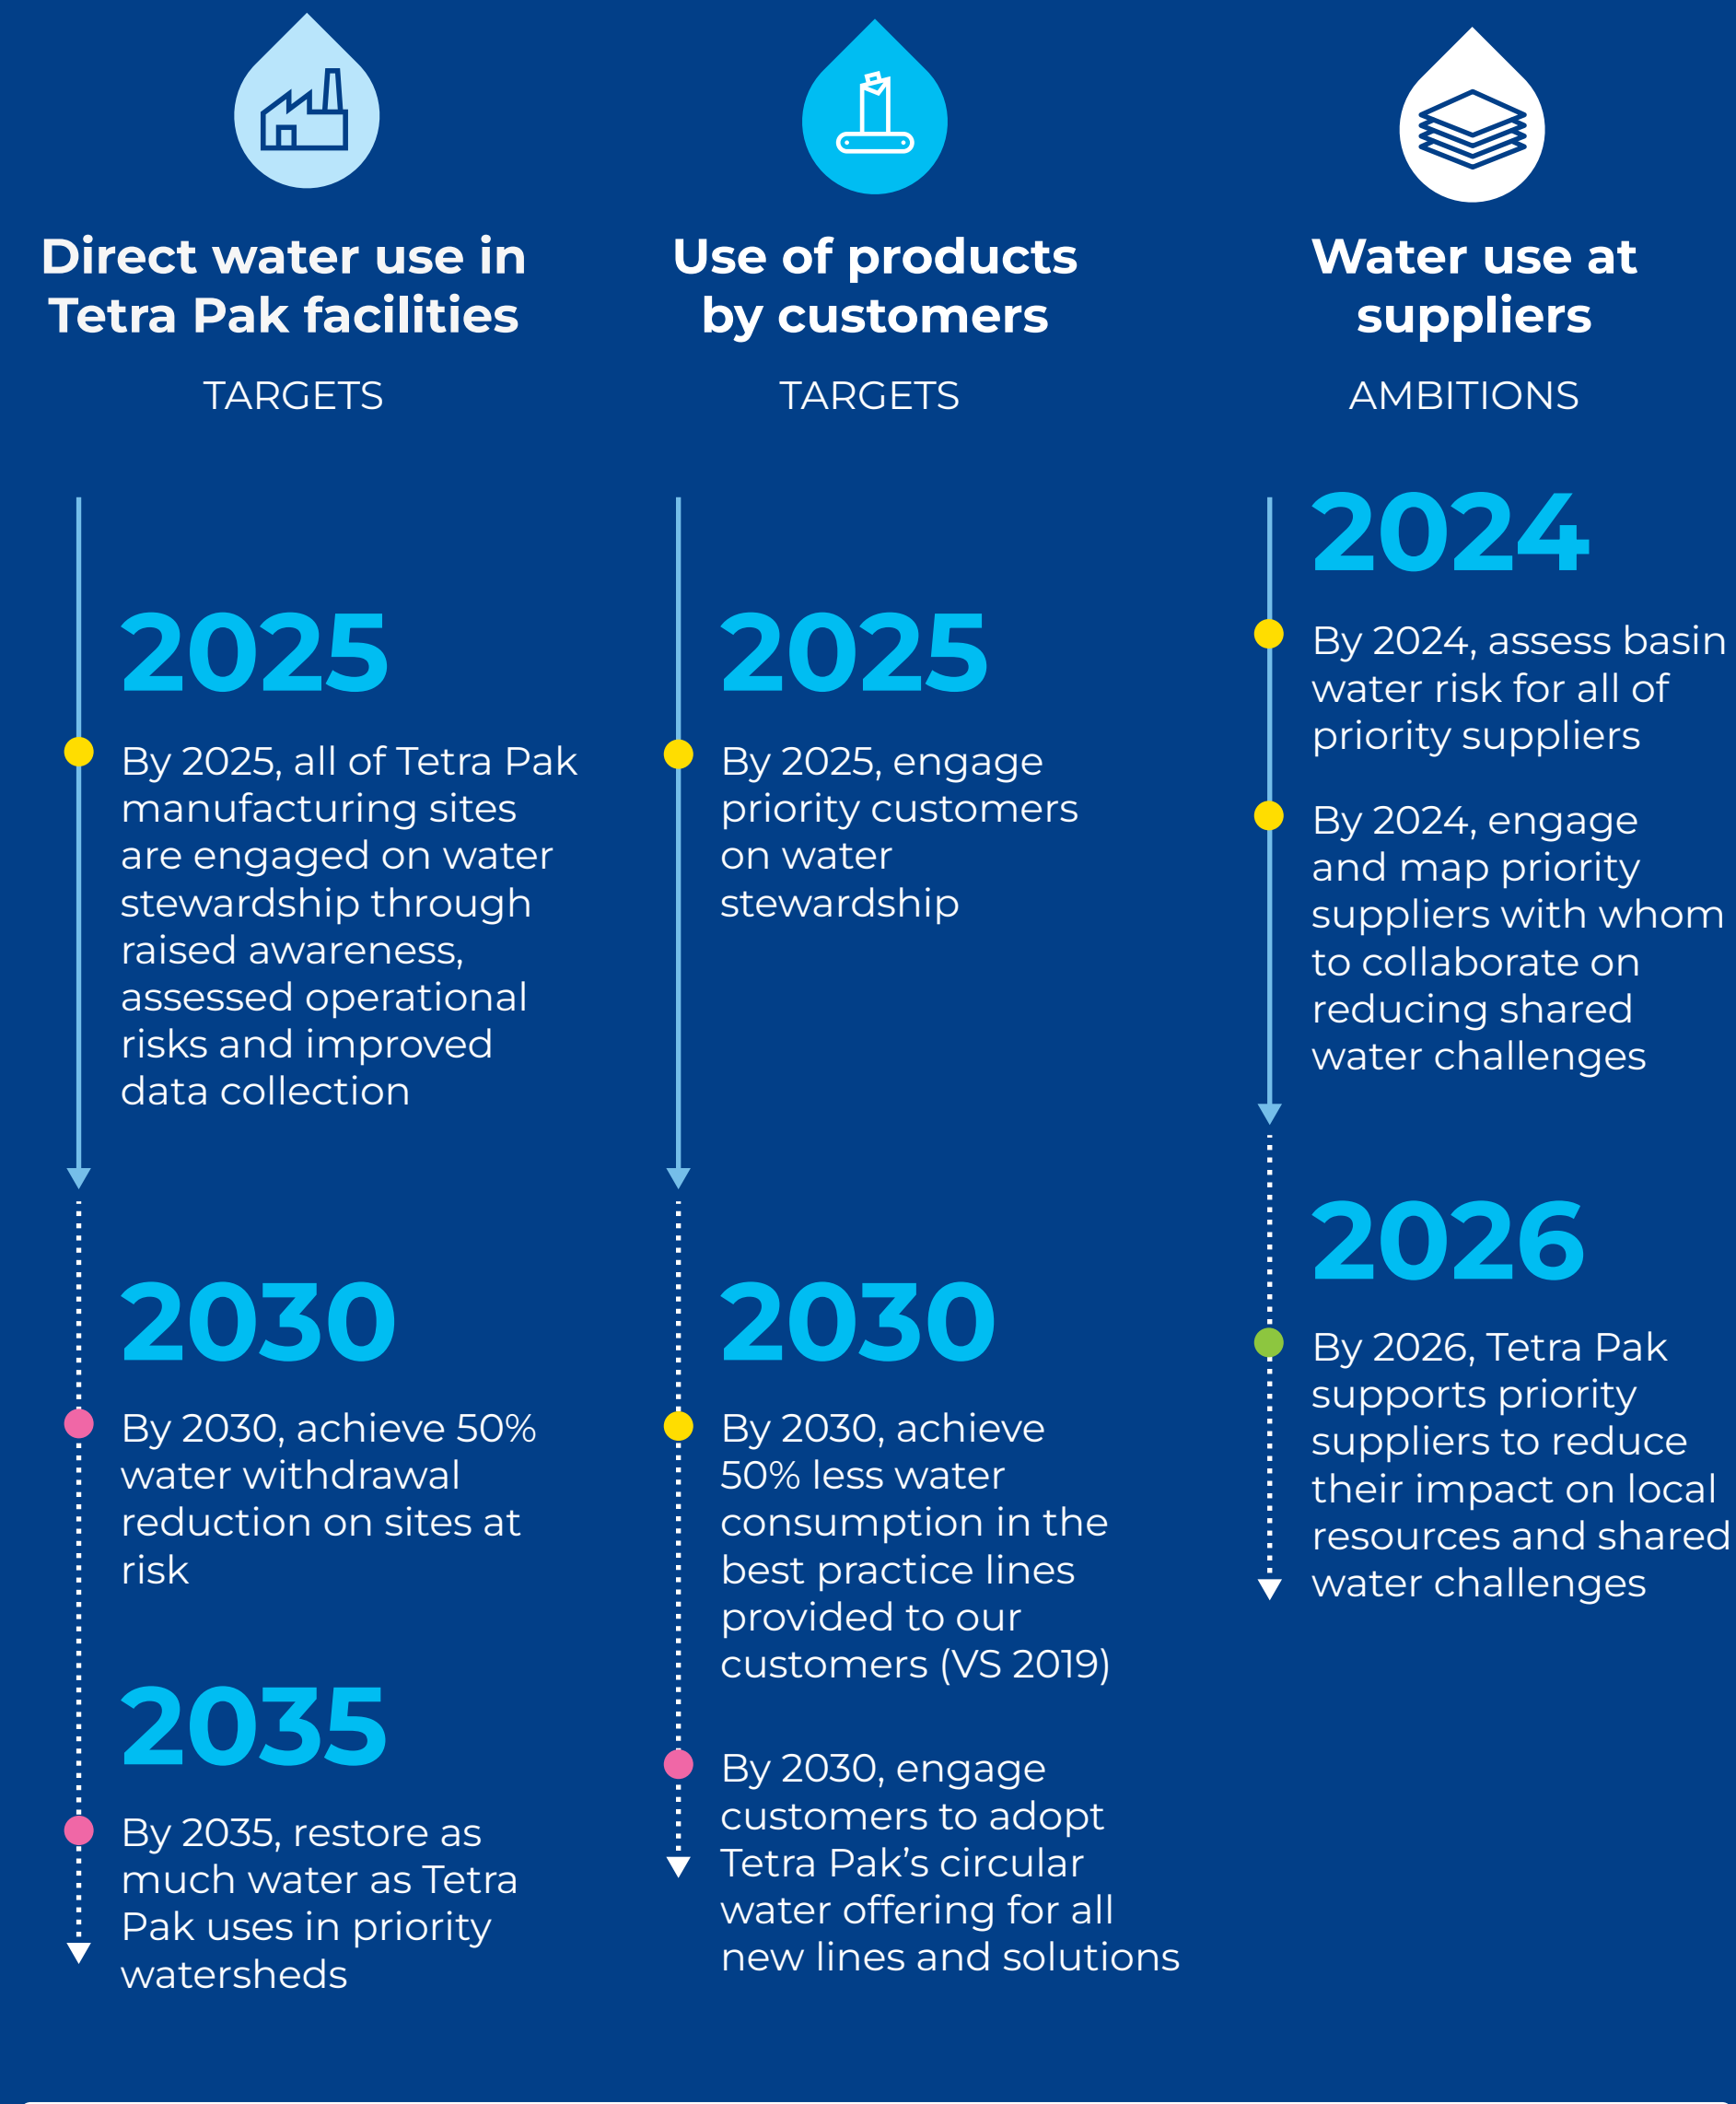 Direct water use in
Tetra Pak facilities
TARGETS
2025
By 2025, all of Tetra Pak
manufacturing sites
are engaged on water
stewardship through
raised awareness,
assessed operational
risks and improved
data collection
2030
By 2030, achieve 50%
water withdrawal
reduction on sites at
risk
2035
By 2035, restore as
much water as Tetra
Pak uses in priority
watersheds
Use of products
by customers
TARGETS
2025
By 2025, engage
priority customers
on water
stewardship
2030
By 2030, achieve
50% less water
consumption in the
best practice lines
provided to our
customers (VS 2019)
By 2030, engage
customers to adopt
Tetra Pak’s circular
water offering for all
new lines and solutions
Water use at
suppliers
AMBITIONS
2024
By 2024, assess basin
water risk for all of
priority suppliers
By 2024, engage
and map priority
suppliers with whom
to collaborate on
reducing shared
water challenges
2026
By 2026, Tetra Pak
supports priority
suppliers to reduce
their impact on local
resources and shared
water challenges